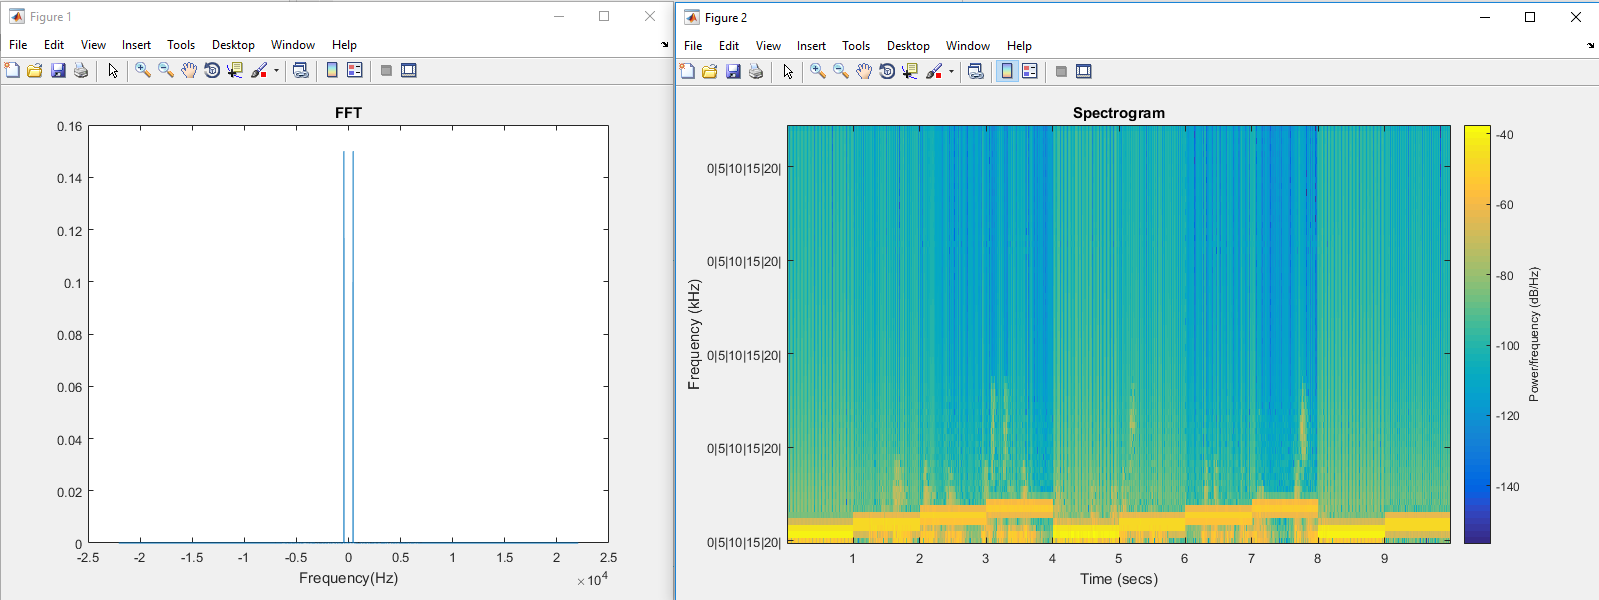 Figure 1
File Edit View Insert Tools Desktop Window Help
FFT
0.16
0.14
0.12
0.1
0.08
0.06
0.04
0.02
0
-2.5 -2 -1.5 -1 -0.5 0 0.5 1 1.5 2 2.5
Frequency(Hz)
×10^4
Figure 2
File Edit View Insert Tools Desktop Window Help
Spectrogram
Frequency (kHz)
0|5|10|15|20|
0|5|10|15|20|
0|5|10|15|20|
0|5|10|15|20|
0|5|10|15|20|
1 2 3 4 5 6 7 8 9
Time (secs)
-40
-60
-80
-100
-120
-140
Power/frequency (dB/Hz)